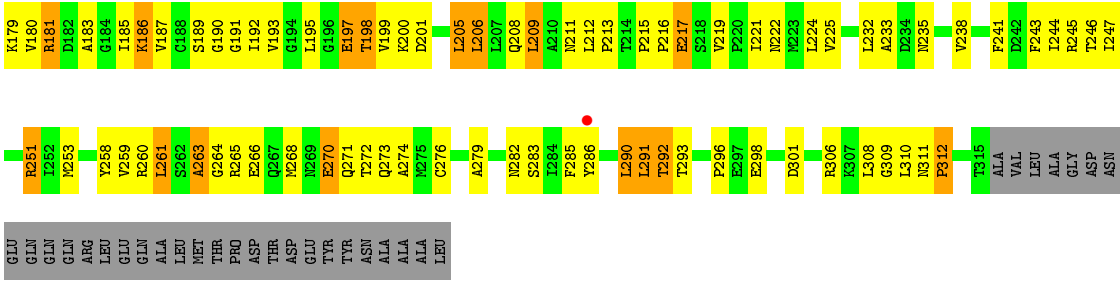 K179 V180 R181 D182 A183 G184 I185 K186 V187 C188 S189 G190 G191 I192 V193 G194 L195 G196 E197 T198 V199 K200 D201 L205 L206 L207 Q208 L209 A210 N211 L212 P213 T214 P215 P216 E217 S218 V219 P220 I221 N222 M223 L224 V225 L232 A233 D234 N235 V238 F241 D242 F243 I244 R245 T246 I247
R251 I252 M253 Y258 V259 R260 L261 S262 A263 G264 R265 E266 Q267 M268 N269 E270 Q271 T272 Q273 A274 M275 C276 A279 N282 S283 I284 F285 Y286 L290 L291 T292 T293 P296 E297 E298 D301 R306 K307 L308 G309 L310 N311 P312 T315 ALA VAL LEU ALA GLY ASP ASN
GLU GLN GLN GLN ARG LEU GLU GLN ALA LEU MET THR PRO ASP THR ASP GLU TYR TYR ASN ALA ALA ALA LEU